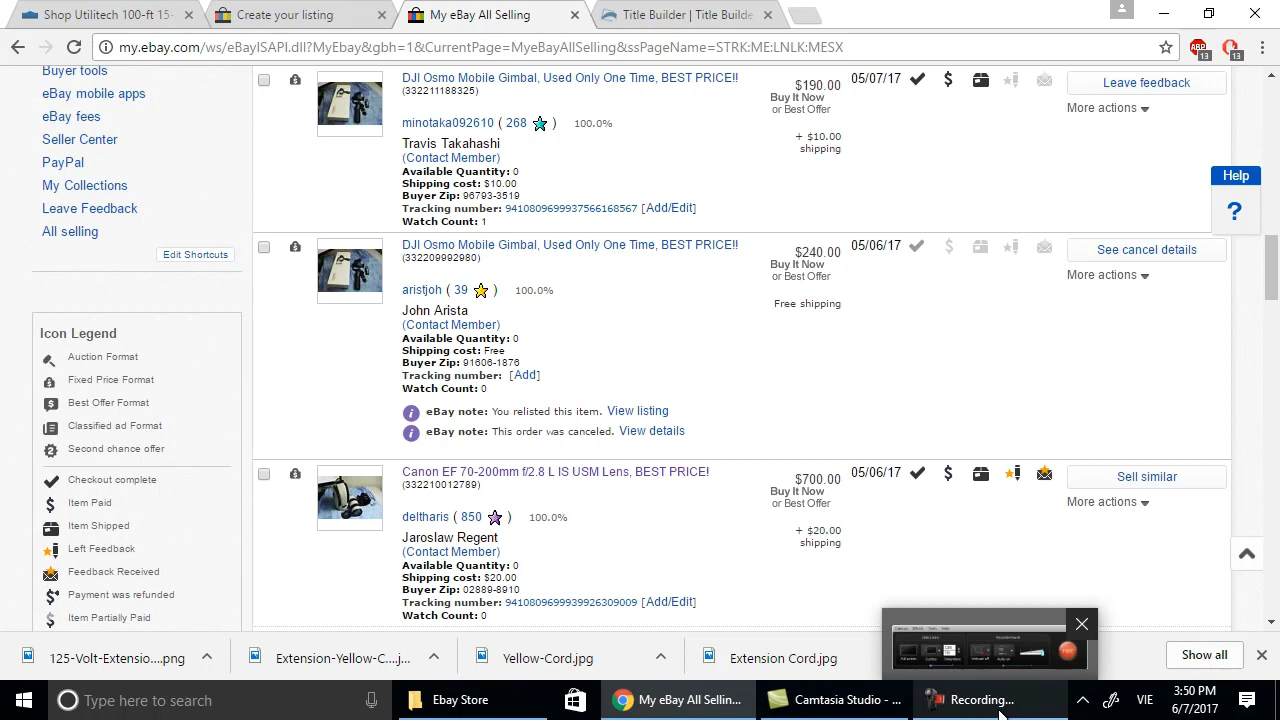 Shop Utilitech 100-ft 15-
Create your listing
My eBay All Selling
Title Builder | Title Builde
my.ebay.com/ws/eBayISAPI.dll?MyEbay&gbh=1&CurrentPage=MyeBayAllSelling&ssPageName=STRK:ME:LNLK:MESX
ABP
13
13
Buyer tools
eBay mobile apps
eBay fees
Seller Center
PayPal
My Collections
Leave Feedback
All selling
Edit Shortcuts
Icon Legend
Auction Format
Fixed Price Format
Best Offer Format
Classified ad Format
Second chance offer
Checkout complete
Item Paid
Item Shipped
Left Feedback
Feedback Received
Payment was refunded
Item Partially Paid
DJI Osmo Mobile Gimbal, Used Only One Time, BEST PRICE!!
(332211188325)
minotaka092610 ( 268 ) 100.0%
Travis Takahashi
(Contact Member)
Available Quantity: 0
Shipping cost: $10.00
Buyer Zip: 96793-3519
Tracking number: 9410809699937566168567 [Add/Edit]
Watch Count: 1
$190.00
Buy It Now
or Best Offer
+ $10.00
shipping
05/07/17
Leave feedback
More actions
DJI Osmo Mobile Gimbal, Used Only One Time, BEST PRICE!!
(332209892980)
aristjoh ( 39 ) 100.0%
John Arista
(Contact Member)
Available Quantity: 0
Shipping cost: Free
Buyer Zip: 91606-1876
Tracking number: [Add]
Watch Count: 0
eBay note: You relisted this item. View listing
eBay note: This order was canceled. View details
$240.00
Buy It Now
or Best Offer
Free shipping
05/06/17
See cancel details
More actions
Canon EF 70-200mm f/2.8 L IS USM Lens, BEST PRICE!
(332210012789)
deltharis ( 850 ) 100.0%
Jaroslaw Regent
(Contact Member)
Available Quantity: 0
Shipping cost: $20.00
Buyer Zip: 02889-8910
Tracking number: 9410809699939926309009 [Add/Edit]
Watch Count: 0
$700.00
Buy It Now
or Best Offer
+ $20.00
shipping
05/06/17
Sell similar
More actions
Help
?
125-Volt-Extensio....png
Yellow-C....j...
Yellow Cord.png
Extension Cord.jpg
Show all
Type here to search
Ebay Store
My eBay All Sellin...
Camtasia Studio - ...
Recording...
VIE
3:50 PM
6/7/2017